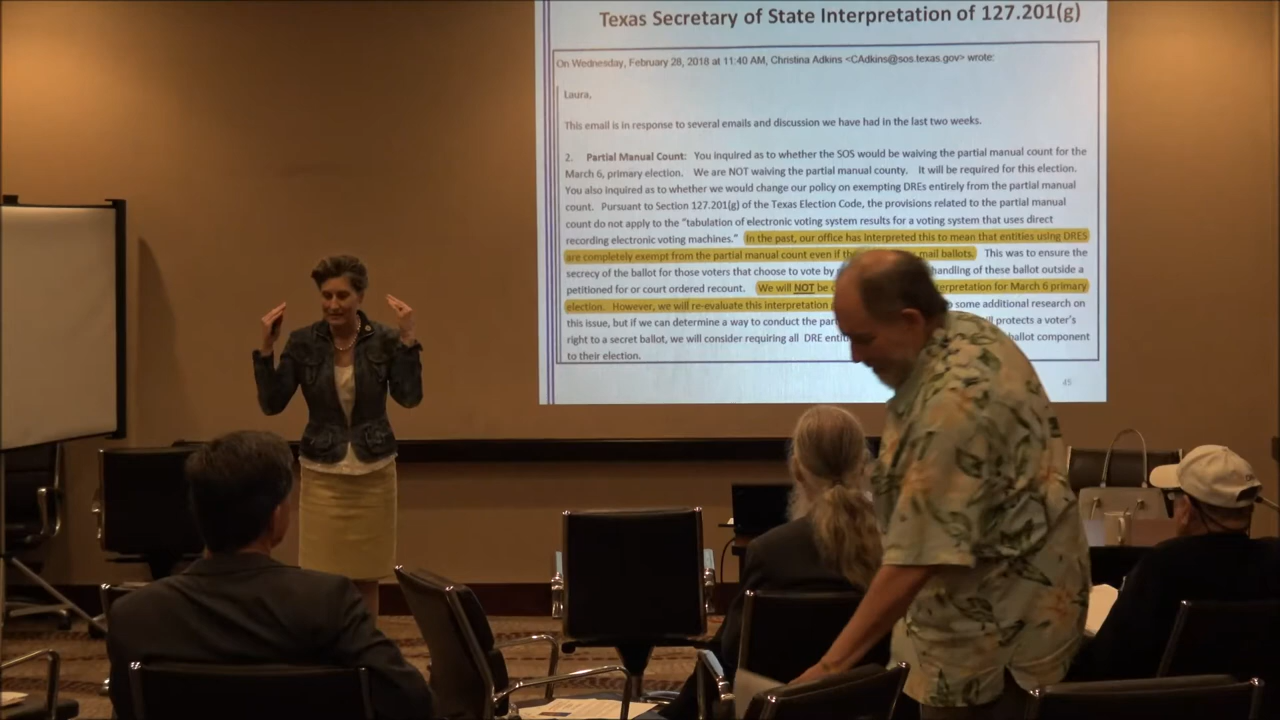 Texas Secretary of State Interpretation of 127.201(g)
On Wednesday, February 28, 2018 at 11:40 AM, Christina Adkins <CAdkins@sos.texas.gov> wrote:
Laura,
This email is in response to several emails and discussion we have had in the last two weeks.
2. Partial Manual Count: You inquired as to whether the SOS would be waiving the partial manual count for the
March 6, primary election. We are NOT waiving the partial manual county. It will be required for this election.
You also inquired as to whether we would change our policy on exempting DREs entirely from the partial manual
count. Pursuant to Section 127.201(g) of the Texas Election Code, the provisions related to the partial manual
count do not apply to the "tabulation of electronic voting system results for a voting system that uses direct
recording electronic voting machines." In the past, our office has interpreted this to mean that entities using DRES
are completely exempt from the partial manual count even if mail ballots. This was to ensure the
secrecy of the ballot for those voters that choose to vote by handling of these ballot outside a
petitioned for or court ordered recount. We will NOT be interpretation for March 6 primary
election. However, we will re-evaluate this interpretation some additional research on
this issue, but if we can determine a way to conduct the protects a voter's
right to a secret ballot, we will consider requiring all DRE ballot component
to their election.
45